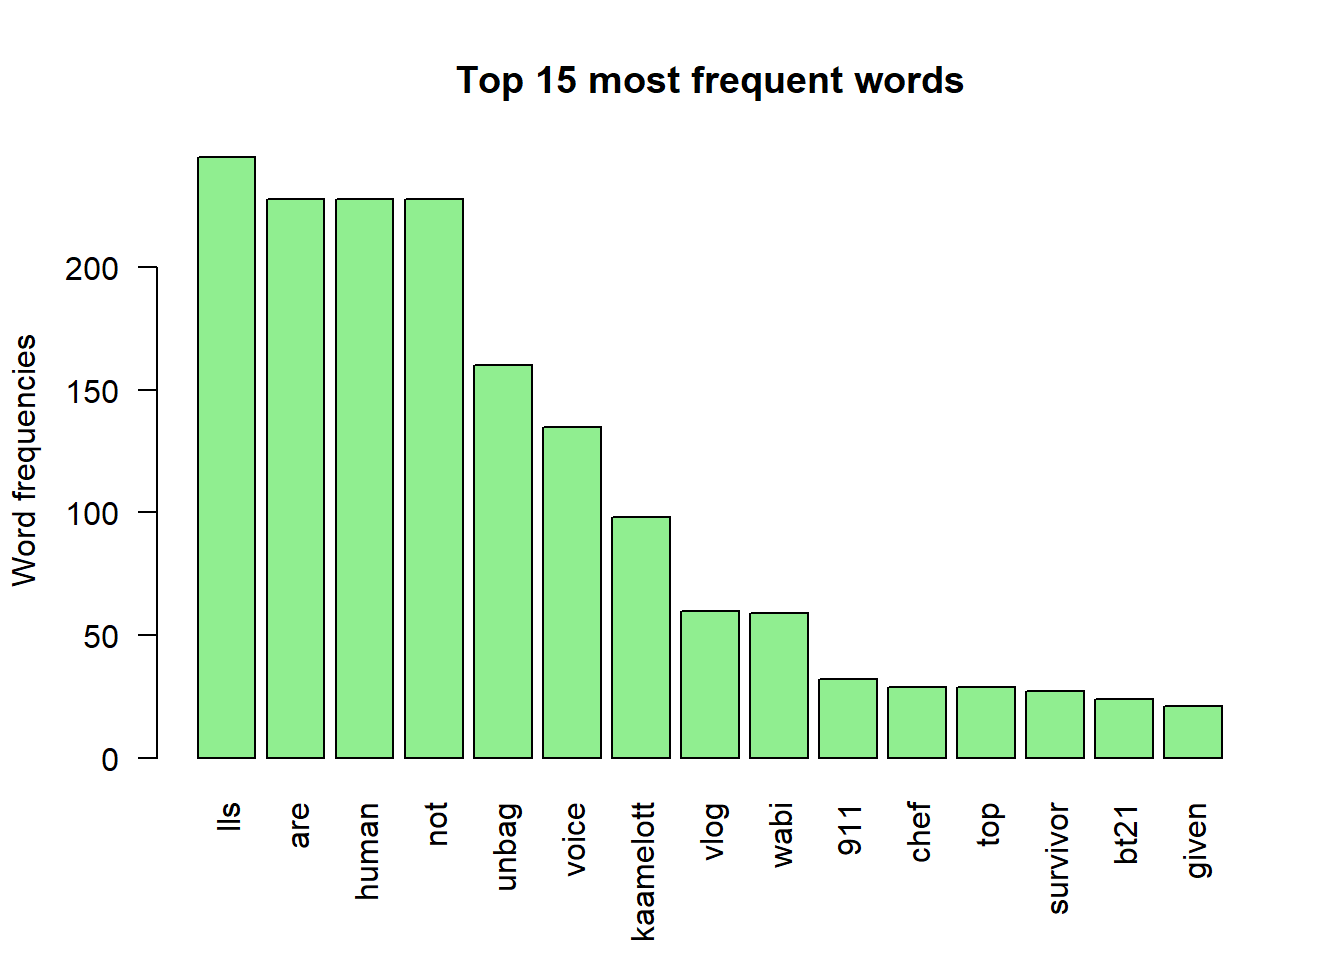 Top 15 most frequent words
Word frequencies
200
150
100
50
0
lls
are
human
not
unbag
voice
kaamelott
vlog
wabi
911
chef
top
survivor
bt21
given